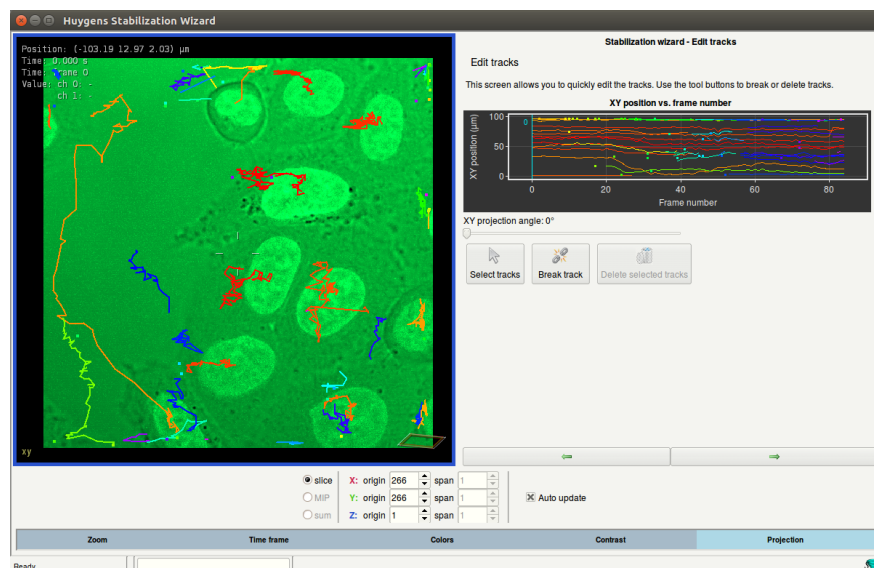 Huygens Stabilization Wizard
Position: (-103.19 12.97 2.03) µm
Time: 0.000 s
Time: frame 0
Value: ch 0: -
ch 1: -
xy
Stabilization wizard - Edit tracks
Edit tracks
This screen allows you to quickly edit the tracks. Use the tool buttons to break or delete tracks.
XY position vs. frame number
XY position (µm)
100
50
0
0
0 20 40 60 80
Frame number
XY projection angle: 0°
Select tracks Break track Delete selected tracks
slice X: origin 266 span 1
MIP Y: origin 266 span 1
sum Z: origin 1 span 1
Auto update
Zoom Time frame Colors Contrast Projection
Ready